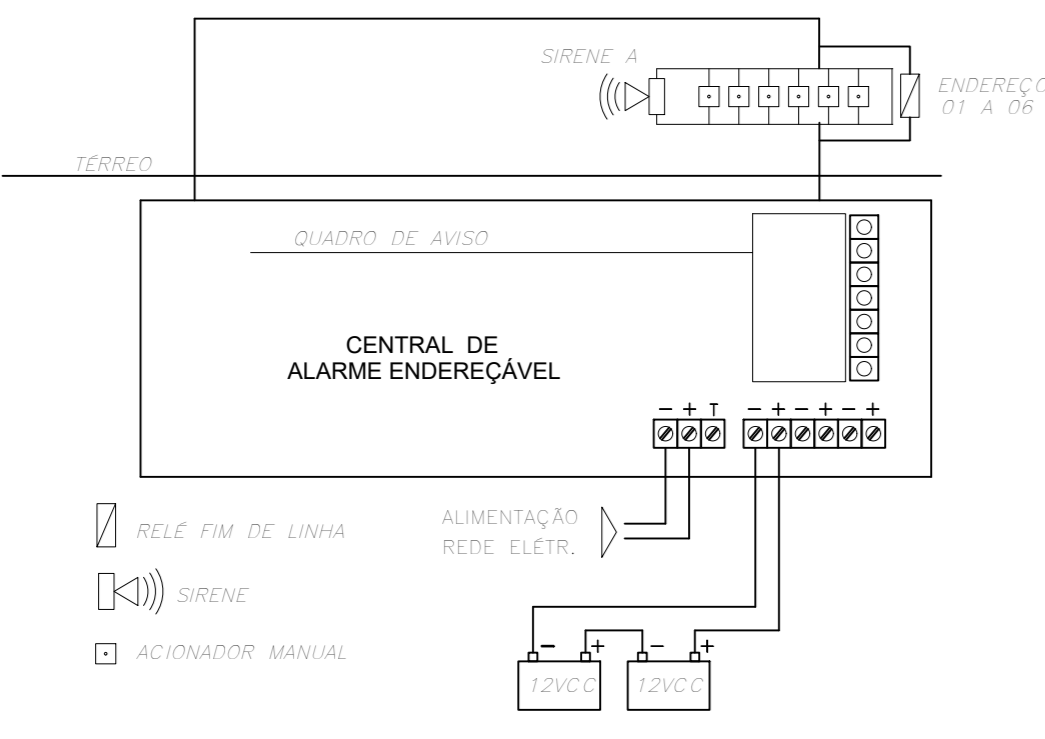 SIRENE A
ENDEREÇO
01 A 06
TÉRREO
QUADRO DE AVISO
CENTRAL DE
ALARME ENDEREÇÁVEL
- + T - + - + - +
RELÉ FIM DE LINHA
ALIMENTAÇÃO
REDE ELÉTR.
SIRENE
ACIONADOR MANUAL
- + - +
12VCC 12VCC